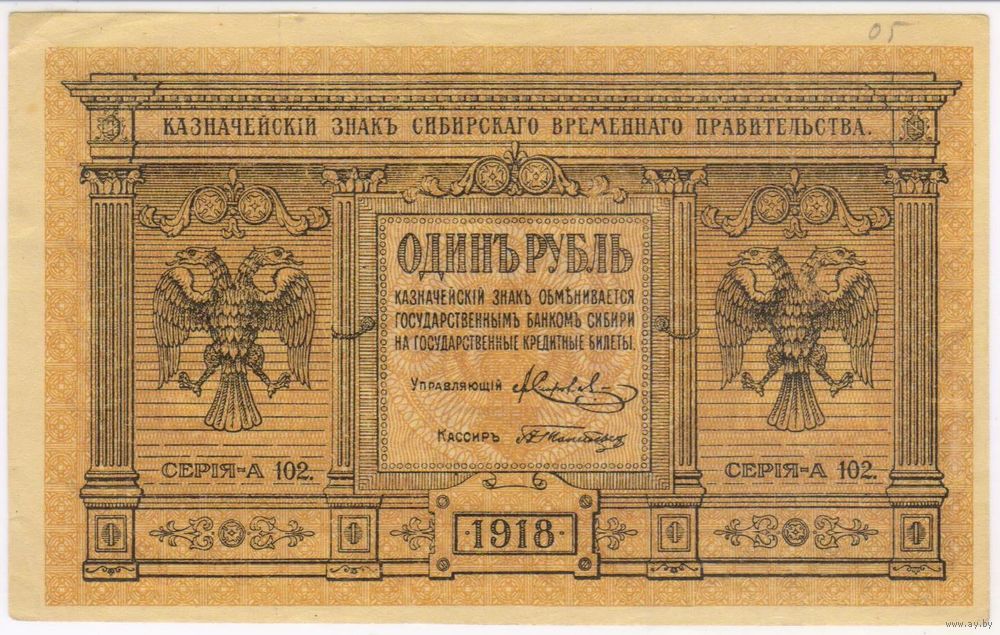 05
КАЗНАЧЕЙСКІЙ ЗНАКЪ СИБИРСКАГО ВРЕМЕННАГО ПРАВИТЕЛЬСТВА.
ОДИНЪ РУБЛЬ
КАЗНАЧЕЙСКІЙ ЗНАКЪ ОБМѢНИВАЕТСЯ
ГОСУДАРСТВЕННЫМЪ БАНКОМЪ СИБИРИ
НА ГОСУДАРСТВЕННЫЕ КРЕДИТНЫЕ БИЛЕТЫ.
УПРАВЛЯЮЩІЙ
КАССИРЪ
СЕРІЯ-А 102.
СЕРІЯ-А 102.
1 1 1 1
·1918·
www.ay.by